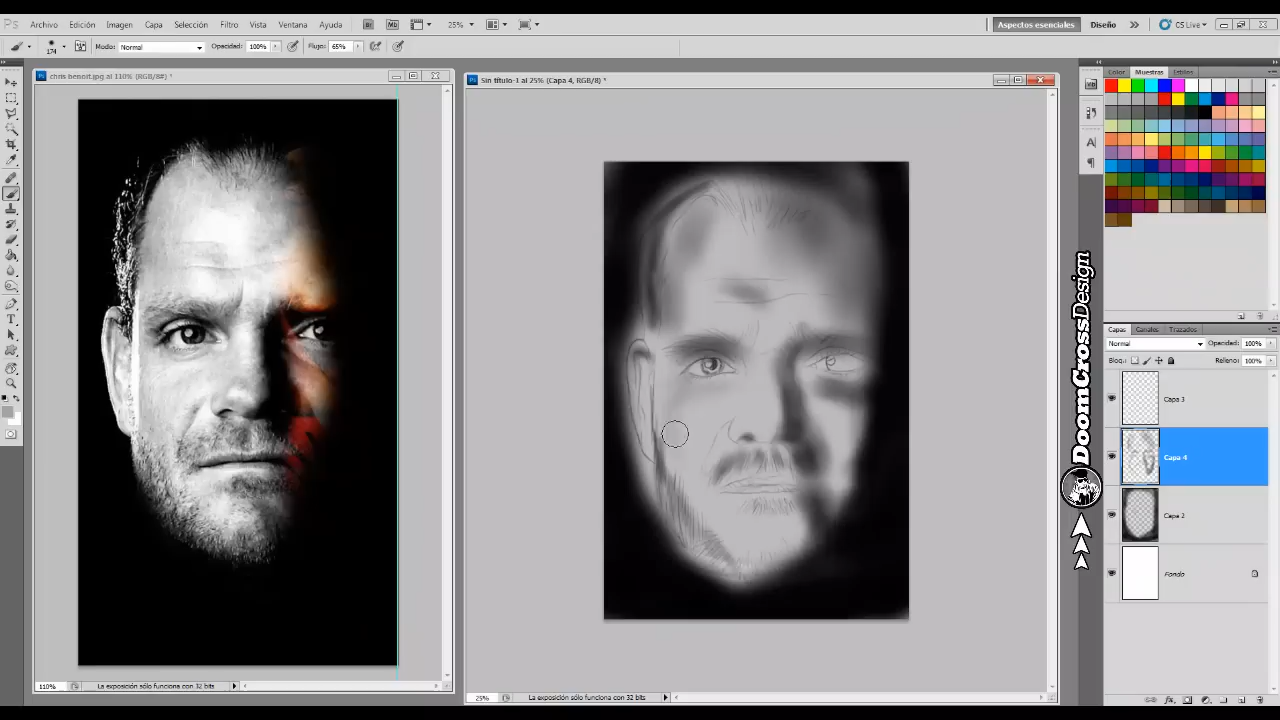 Ps Archivo Edición Imagen Capa Selección Filtro Vista Ventana Ayuda Br Mb 25% Aspectos esenciales Diseño CS Live
174 Modo: Normal Opacidad: 100% Flujo: 65%
chris benoit.jpg al 110% (RGB/8#) *
Sin título-1 al 25% (Capa 4, RGB/8) *
Color Muestras Estilos
DoomCrossDesign
Capas Canales Trazados
Normal Opacidad: 100%
Bloqu.: Relleno: 100%
Capa 3
Capa 4
Capa 2
Fondo
110% La exposición sólo funciona con 32 bits
25% La exposición sólo funciona con 32 bits